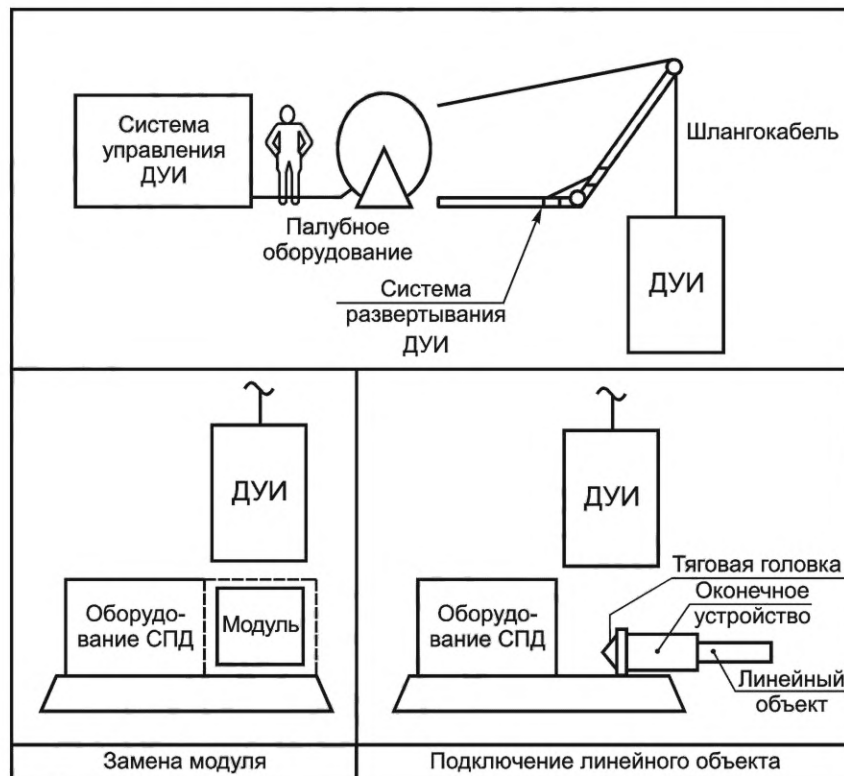 Система
управления
ДУИ
Палубное
оборудование
Шлангокабель
ДУИ
Система
развертывания
ДУИ
ДУИ
Оборудо-
вание СПД
Модуль
Замена модуля
ДУИ
Оборудо-
вание СПД
Тяговая головка
Оконечное
устройство
Линейный
объект
Подключение линейного объекта